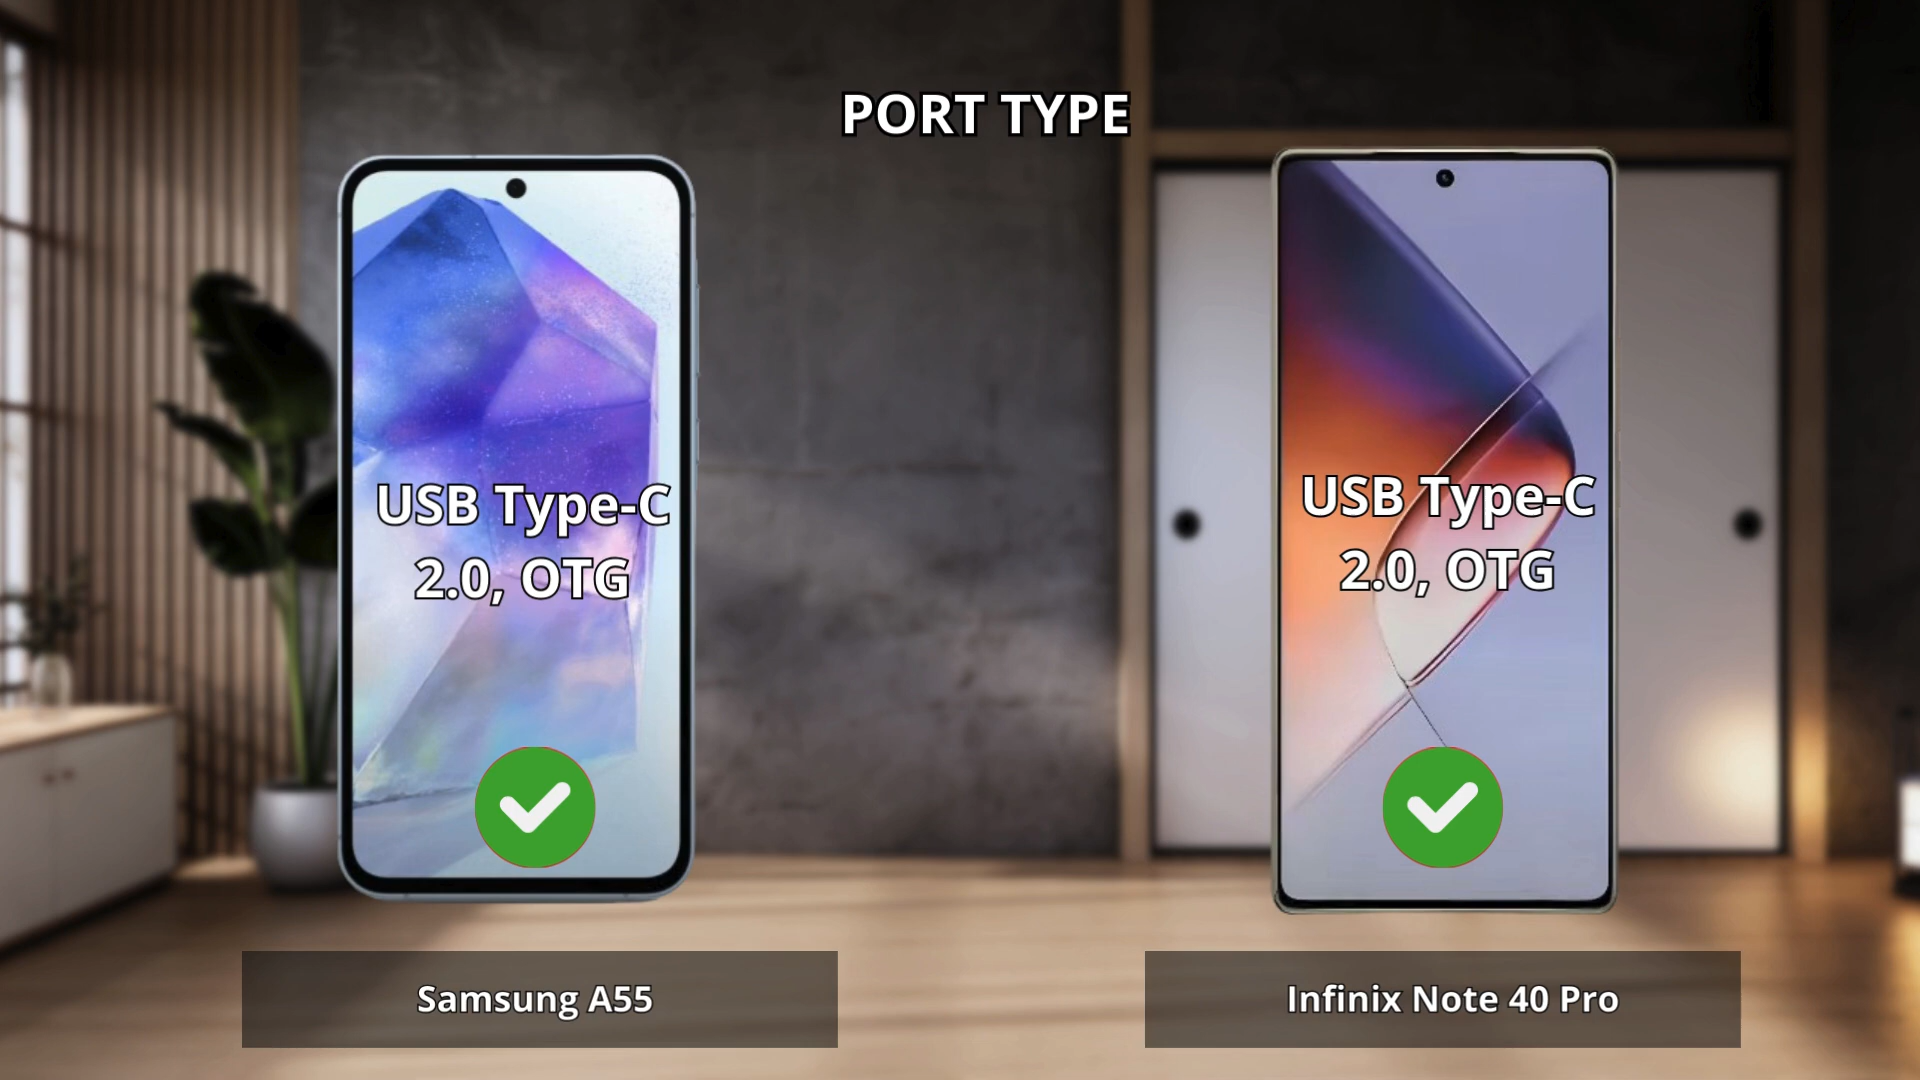 PORT TYPE
USB Type-C
2.0, OTG
USB Type-C
2.0, OTG
Samsung A55
Infinix Note 40 Pro